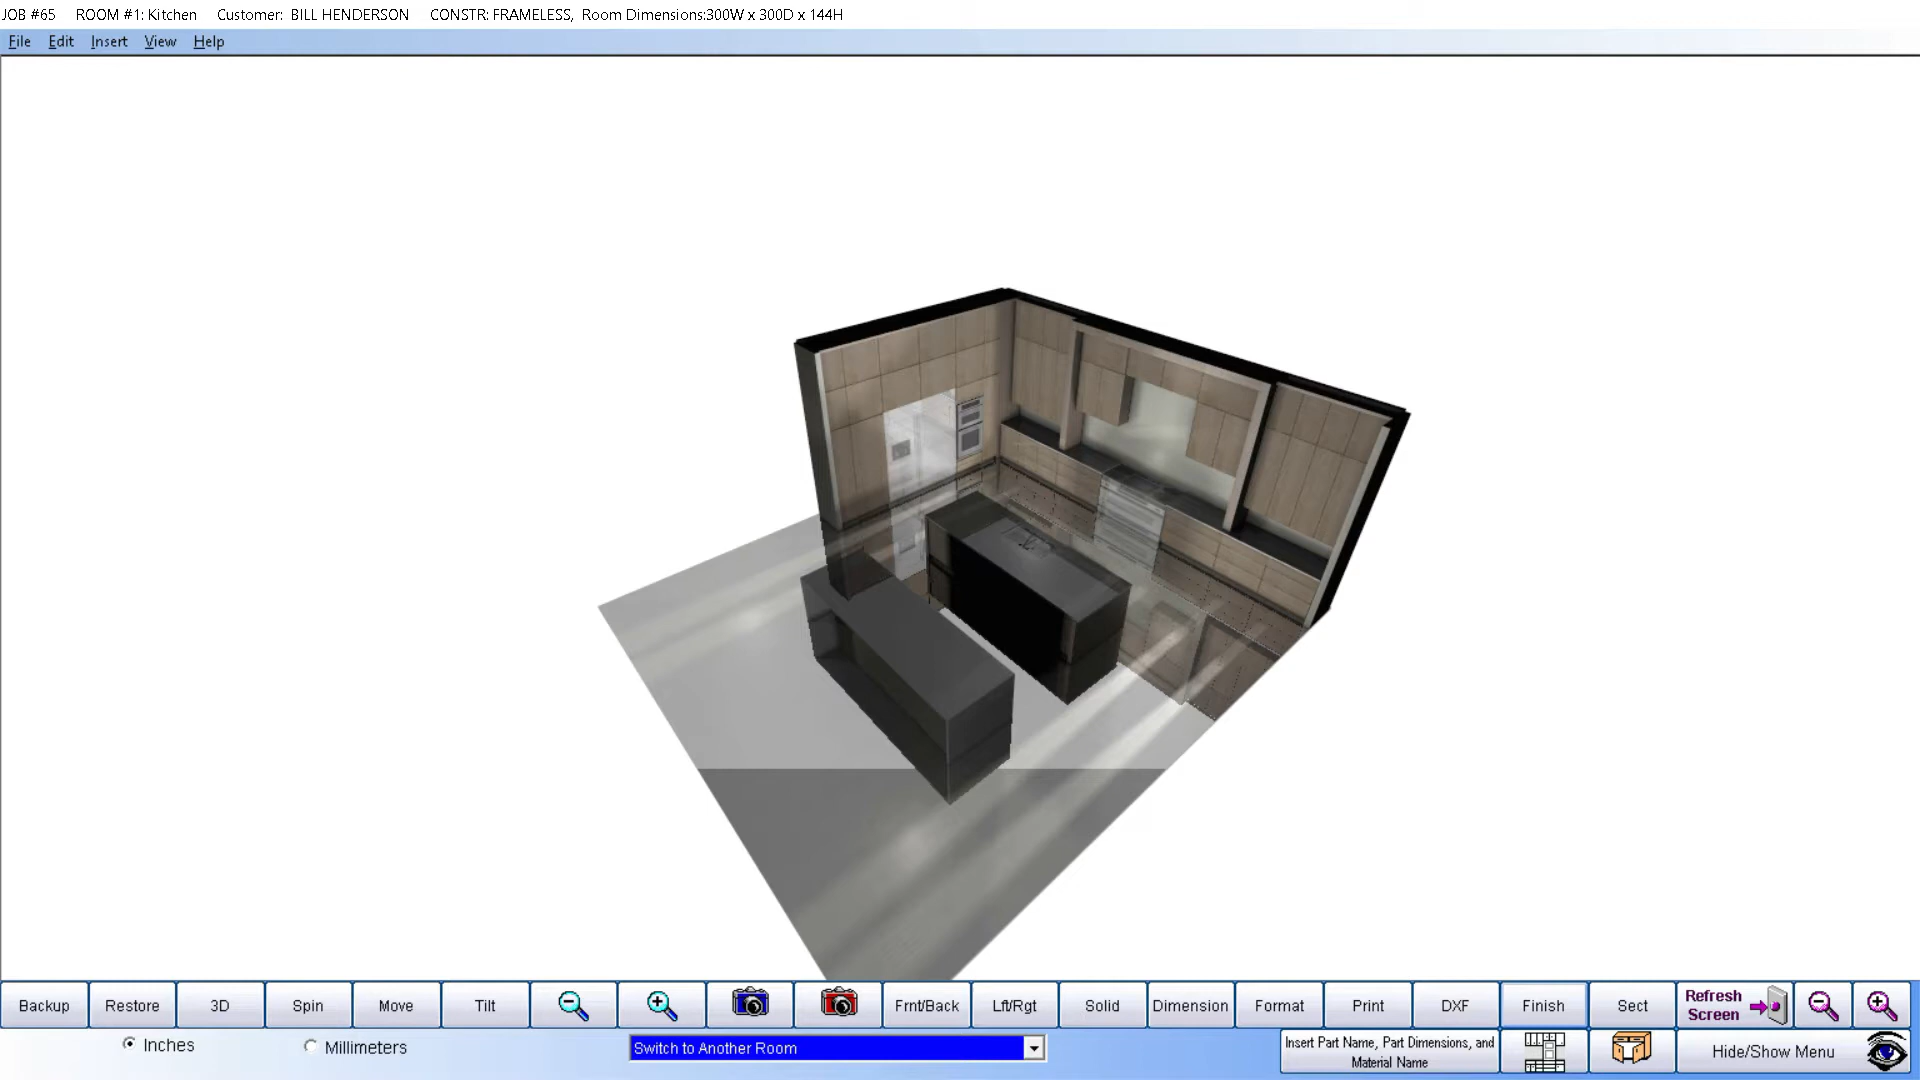 JOB #65 ROOM #1: Kitchen Customer: BILL HENDERSON CONSTR: FRAMELESS, Room Dimensions:300W x 300D x 144H
File Edit Insert View Help
Backup Restore 3D Spin Move Tilt Frnt/Back Lft/Rgt Solid Dimension Format Print DXF Finish Sect Refresh
Screen
Inches Millimeters Switch to Another Room Insert Part Name, Part Dimensions, and
Material Name Hide/Show Menu